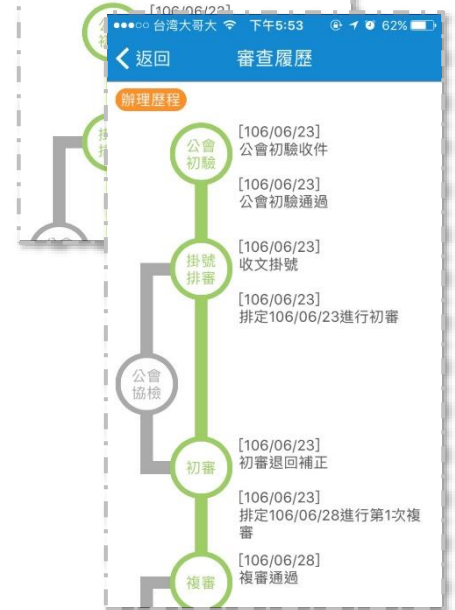 [106/06/23]
台湾大哥大 下午5:53 62%
返回 審查履歷
辦理歷程
公會
初驗
[106/06/23]
公會初驗收件
[106/06/23]
公會初驗通過
掛號
排審
[106/06/23]
收文掛號
[106/06/23]
排定106/06/23進行初審
公會
協檢
初審
[106/06/23]
初審退回補正
[106/06/23]
排定106/06/28進行第1次複
審
複審
[106/06/28]
複審通過